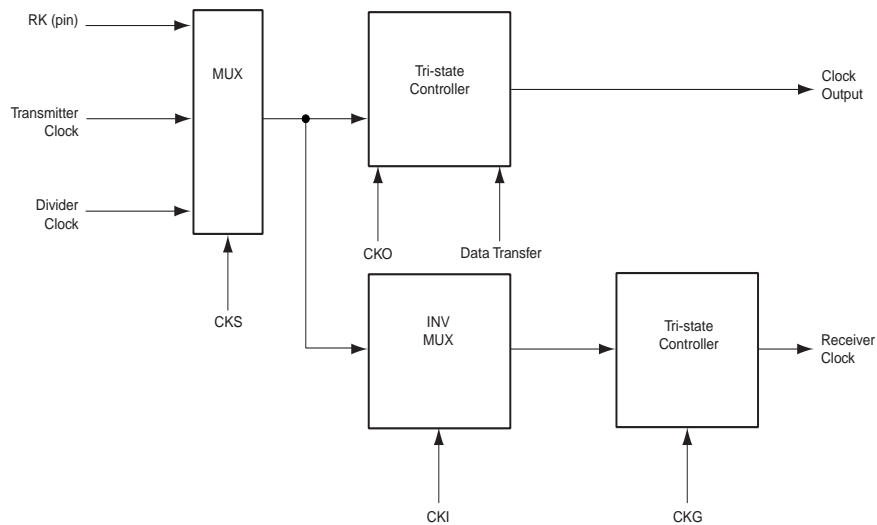 RK (pin)
MUX
Tri-state
Controller
Clock
Output
Transmitter
Clock
Divider
Clock
CKO
Data Transfer
CKS
INV
MUX
Tri-state
Controller
Receiver
Clock
CKI
CKG